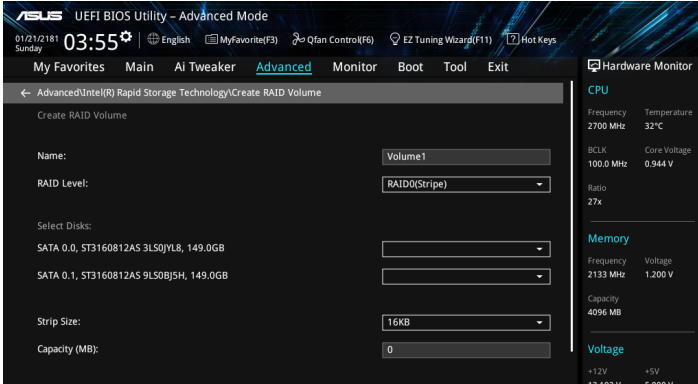 ASUS UEFI BIOS Utility – Advanced Mode
01/21/2181 Sunday 03:55 English MyFavorite(F3) Qfan Control(F6) EZ Tuning Wizard(F11) ? Hot Keys
My Favorites Main Ai Tweaker Advanced Monitor Boot Tool Exit
Hardware Monitor
← Advanced\Intel(R) Rapid Storage Technology\Create RAID Volume
Create RAID Volume
Name: Volume1
RAID Level: RAID0(Stripe)
Select Disks:
SATA 0.0, ST3160812AS 3LS0JYL8, 149.0GB
SATA 0.1, ST3160812AS 9LS0BJ5H, 149.0GB
Strip Size: 16KB
Capacity (MB): 0
CPU
Frequency Temperature
2700 MHz 32°C
BCLK Core Voltage
100.0 MHz 0.944 V
Ratio
27x
Memory
Frequency Voltage
2133 MHz 1.200 V
Capacity
4096 MB
Voltage
+12V +5V